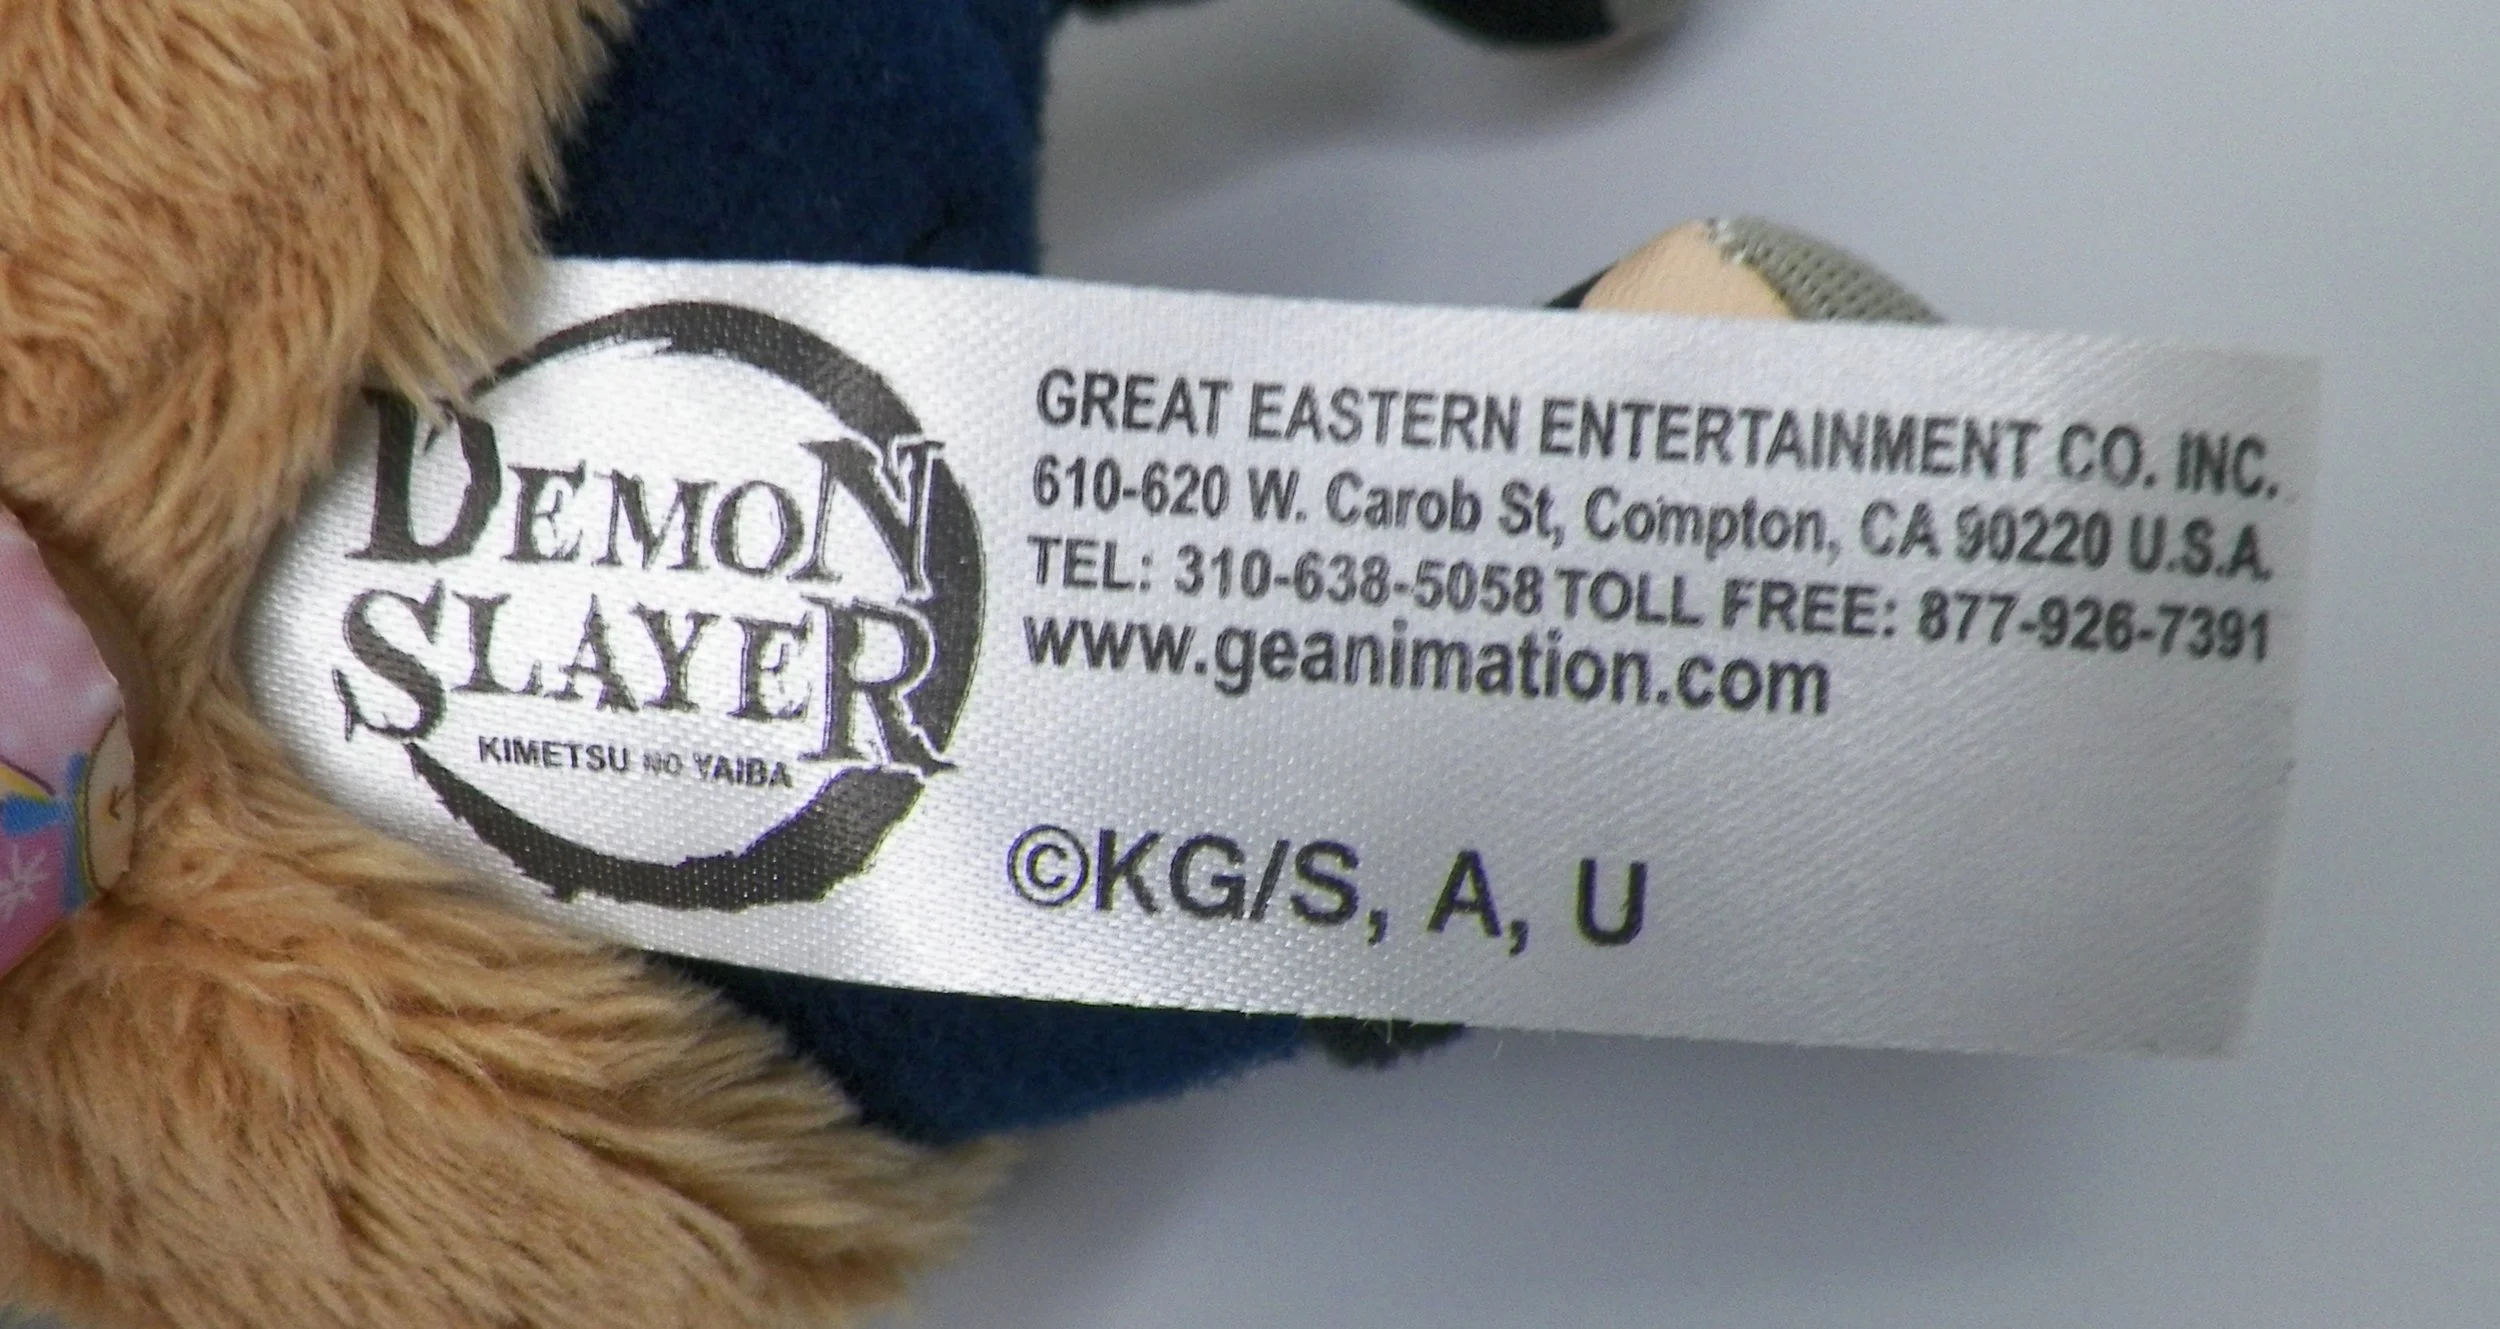 DEMON
SLAYER
KIMETSU NO YAIBA
GREAT EASTERN ENTERTAINMENT CO. INC.
610-620 W. Carob St, Compton, CA 90220 U.S.A.
TEL: 310-638-5058 TOLL FREE: 877-926-7391
www.geanimation.com
©KG/S, A, U